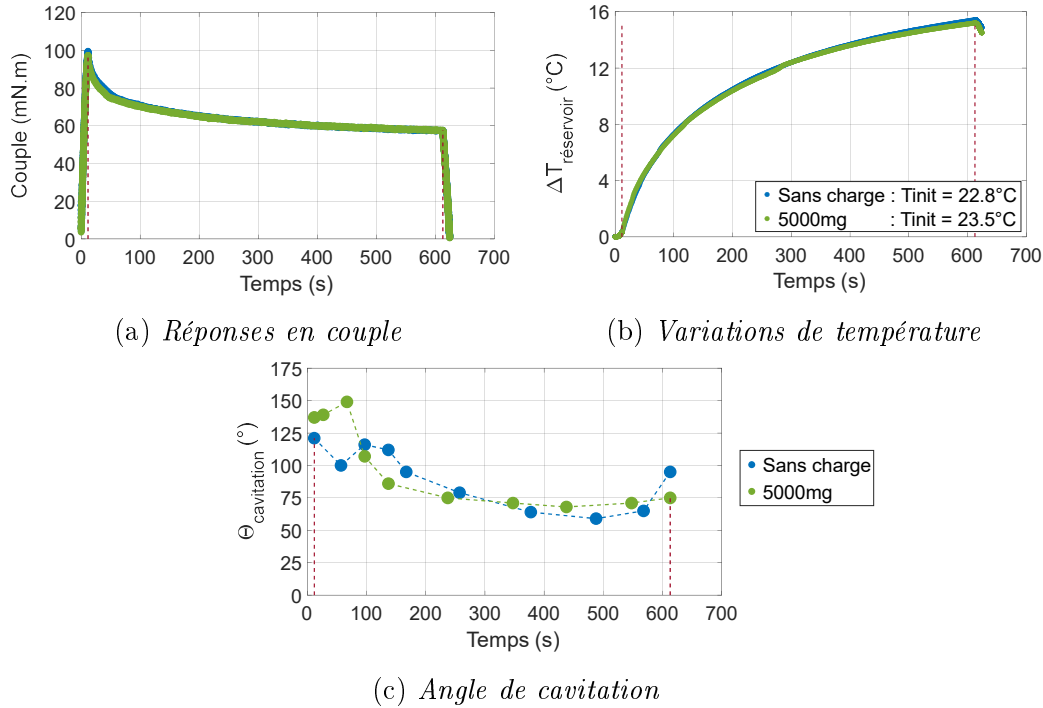 120
100
80
60
40
20
0
Couple (mN.m)
0 100 200 300 400 500 600 700
Temps (s)
(a) Réponses en couple
16
12
8
4
0
ΔTréservoir (°C)
Sans charge : Tinit = 22.8°C
5000mg : Tinit = 23.5°C
0 100 200 300 400 500 600 700
Temps (s)
(b) Variations de température
175
150
125
100
75
50
25
0
Θcavitation (°)
0 100 200 300 400 500 600 700
Temps (s)
Sans charge
5000mg
(c) Angle de cavitation